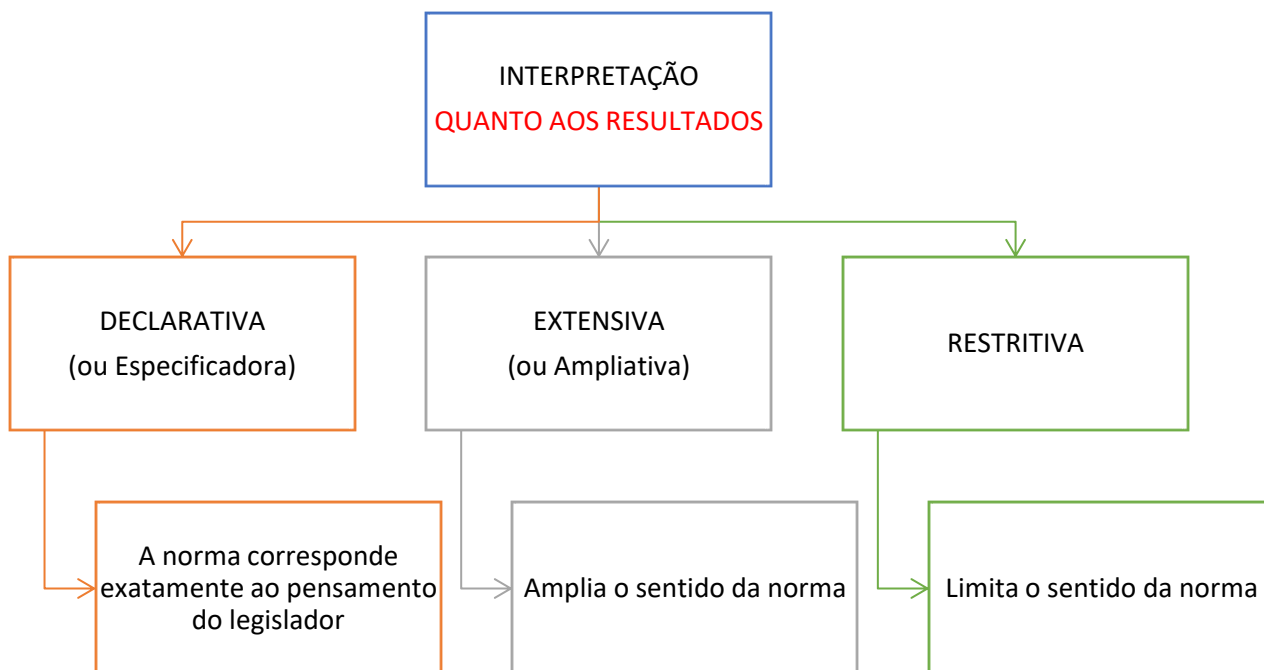 INTERPRETAÇÃO
QUANTO AOS RESULTADOS
DECLARATIVA
(ou Especificadora)
EXTENSIVA
(ou Ampliativa)
RESTRITIVA
A norma corresponde
exatamente ao pensamento
do legislador
Amplia o sentido da norma
Limita o sentido da norma